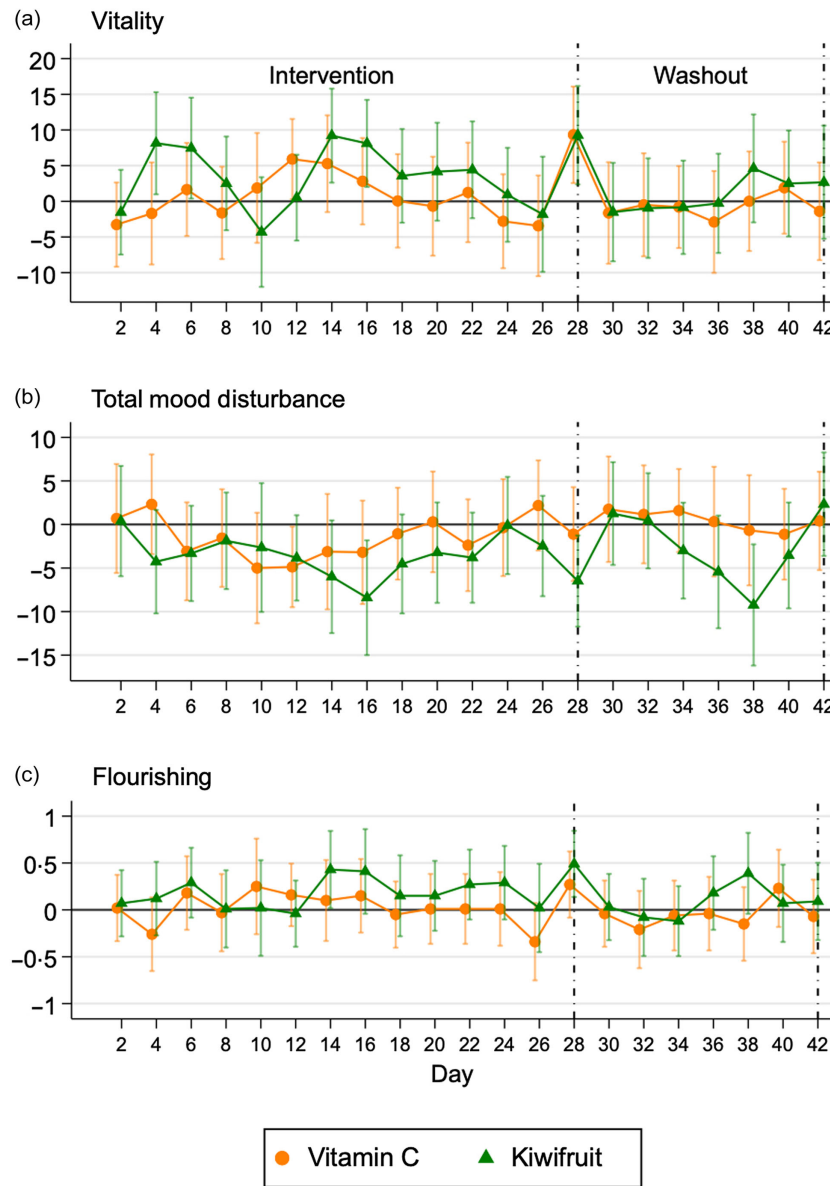 (a) Vitality
Intervention Washout
20
15
10
5
0
−5
−10
2 4 6 8 10 12 14 16 18 20 22 24 26 28 30 32 34 36 38 40 42
(b) Total mood disturbance
10
5
0
−5
−10
−15
2 4 6 8 10 12 14 16 18 20 22 24 26 28 30 32 34 36 38 40 42
(c) Flourishing
1
0·5
0
−0·5
−1
2 4 6 8 10 12 14 16 18 20 22 24 26 28 30 32 34 36 38 40 42
Day
Vitamin C Kiwifruit